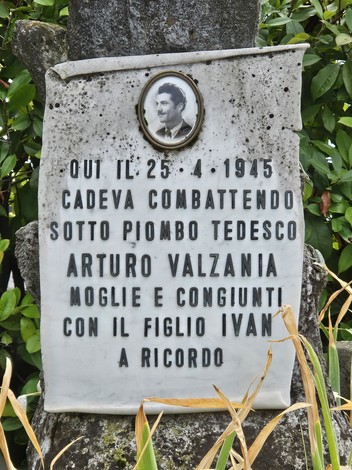 QUI IL 25 · 4 · 1945
CADEVA COMBATTENDO
SOTTO PIOMBO TEDESCO
ARTURO VALZANIA
MOGLIE E CONGIUNTI
CON IL FIGLIO IVAN
A RICORDO